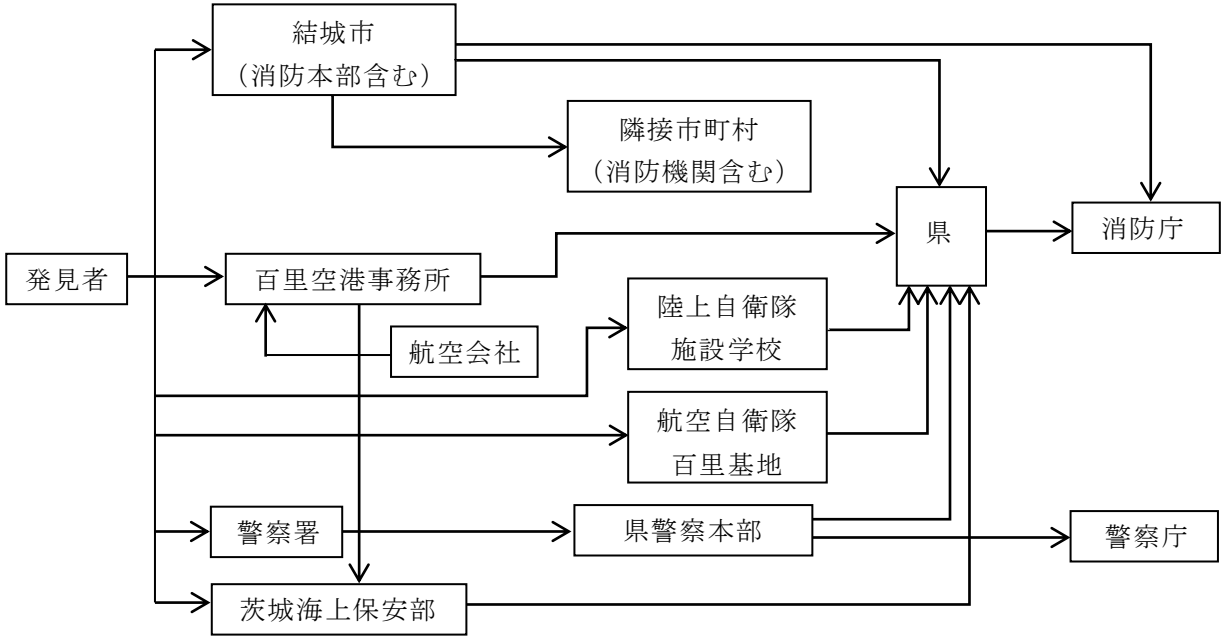 結城市
（消防本部含む）
隣接市町村
（消防機関含む）
県
消防庁
発見者
百里空港事務所
航空会社
陸上自衛隊
施設学校
航空自衛隊
百里基地
警察署
県警察本部
警察庁
茨城海上保安部